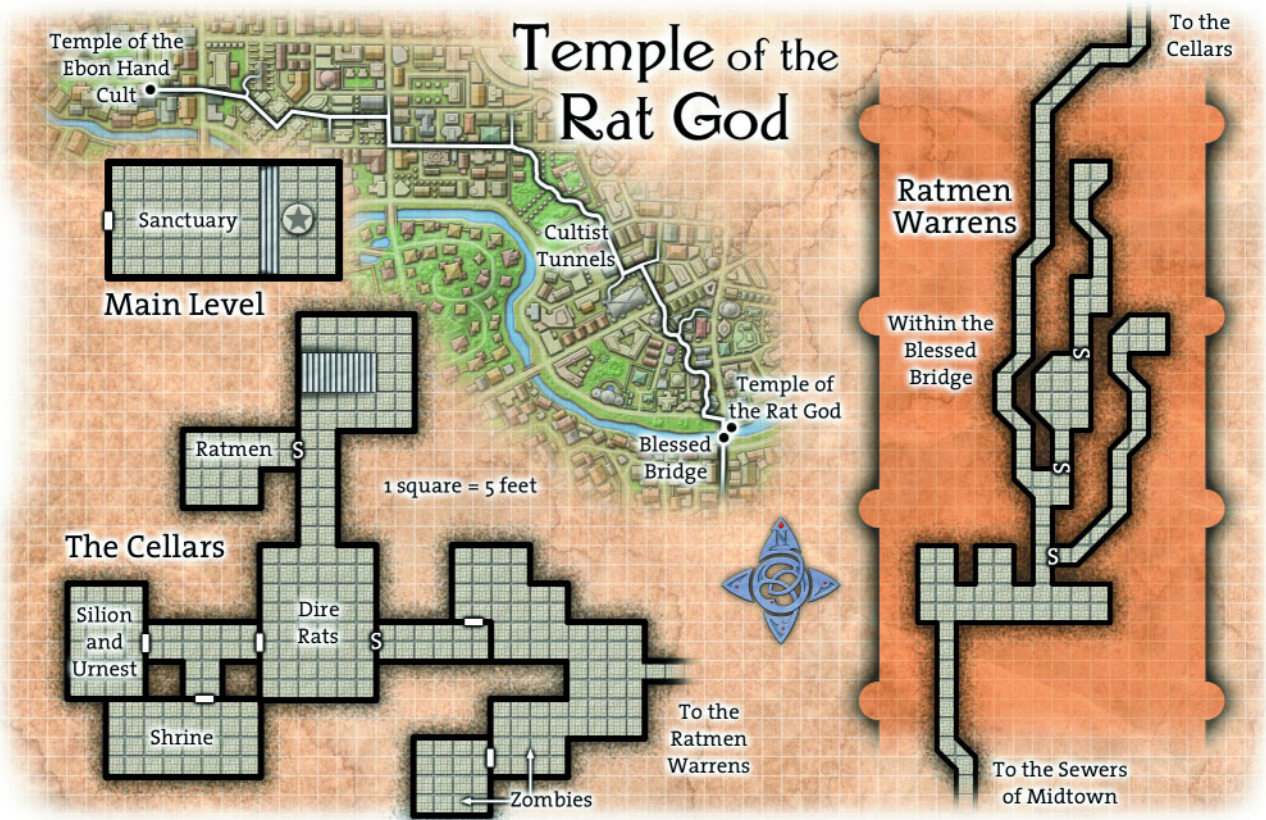 Temple of the
Rat God
Temple of the
Ebon Hand
Cult
Sanctuary
Main Level
Cultist
Tunnels
Temple of
the Rat God
Blessed
Bridge
1 square = 5 feet
N
The Cellars
Ratmen
S
Silion
and
Urnest
Dire
Rats
S
Shrine
Zombies
To the
Ratmen
Warrens
To the
Cellars
Ratmen
Warrens
Within the
Blessed
Bridge
S
S
S
To the Sewers
of Midtown